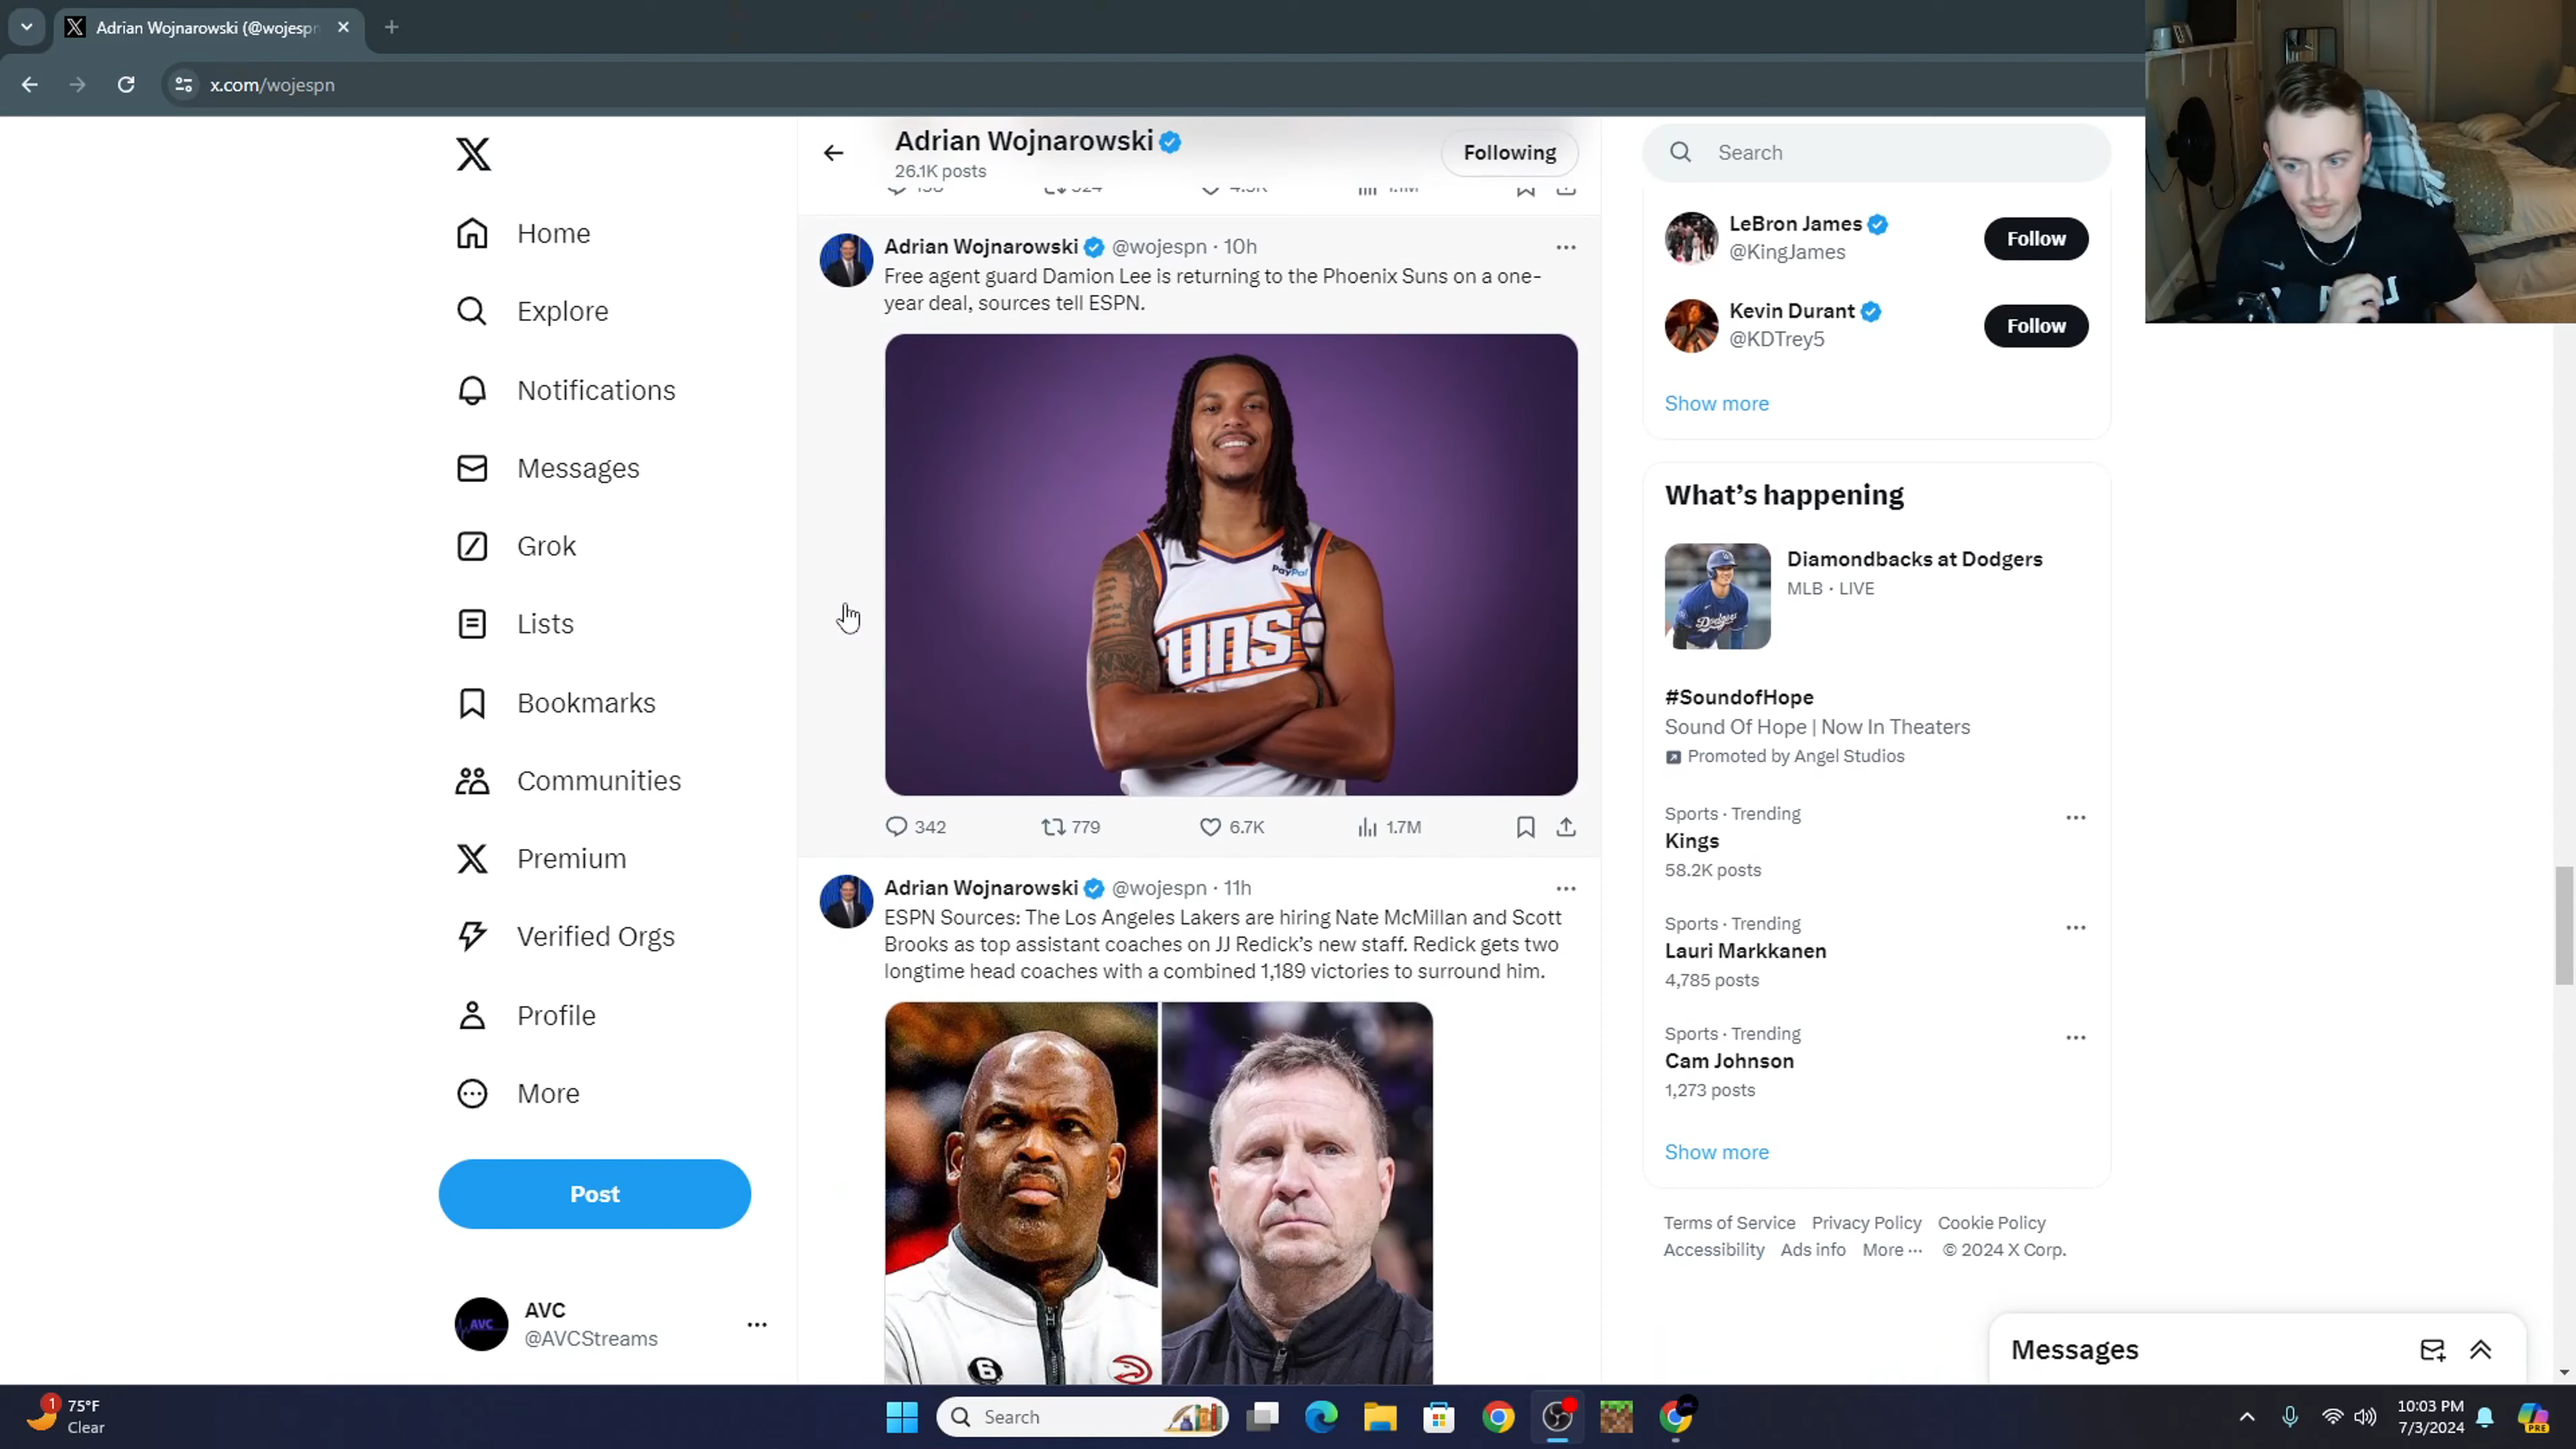 Adrian Wojnarowski (@wojespn
x.com/wojespn
Adrian Wojnarowski
26.1K posts
Following
Search
Home
Explore
Notifications
Messages
Grok
Lists
Bookmarks
Communities
Premium
Verified Orgs
Profile
More
Post
AVC
@AVCStreams
Adrian Wojnarowski @wojespn · 10h
Free agent guard Damion Lee is returning to the Phoenix Suns on a one-
year deal, sources tell ESPN.
PayPal
SUNS
342 779 6.7K 1.7M
Adrian Wojnarowski @wojespn · 11h
ESPN Sources: The Los Angeles Lakers are hiring Nate McMillan and Scott
Brooks as top assistant coaches on JJ Redick's new staff. Redick gets two
longtime head coaches with a combined 1,189 victories to surround him.
6
LeBron James
@KingJames
Follow
Kevin Durant
@KDTrey5
Follow
Show more
What's happening
Dodgers
Diamondbacks at Dodgers
MLB · LIVE
#SoundofHope
Sound Of Hope | Now In Theaters
Promoted by Angel Studios
Sports · Trending
Kings
58.2K posts
Sports · Trending
Lauri Markkanen
4,785 posts
Sports · Trending
Cam Johnson
1,273 posts
Show more
Terms of Service Privacy Policy Cookie Policy
Accessibility Ads info More ··· © 2024 X Corp.
Messages
1
75°F
Clear
Search
10:03 PM
7/3/2024
PRE